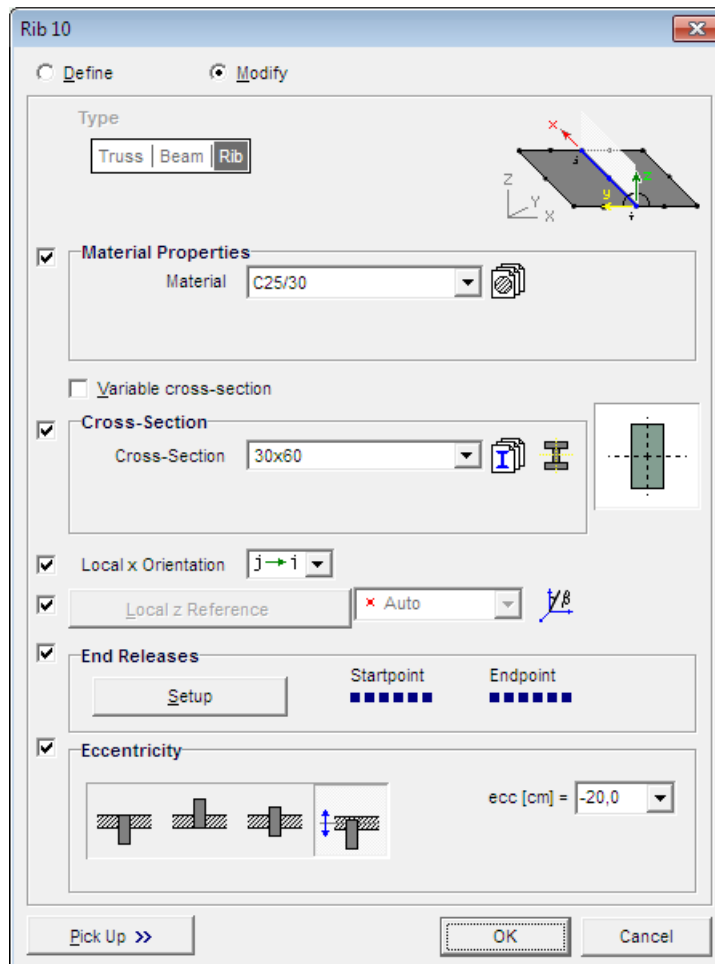 Rib 10
Define Modify
Type
Truss Beam Rib
x
j
z
y
i
Z
Y
X
Material Properties
Material C25/30
Variable cross-section
Cross-Section
Cross-Section 30x60
Local x Orientation j→i
Local z Reference Auto β
End Releases
Startpoint Endpoint
Setup
Eccentricity
ecc [cm] = -20,0
Pick Up >> OK Cancel